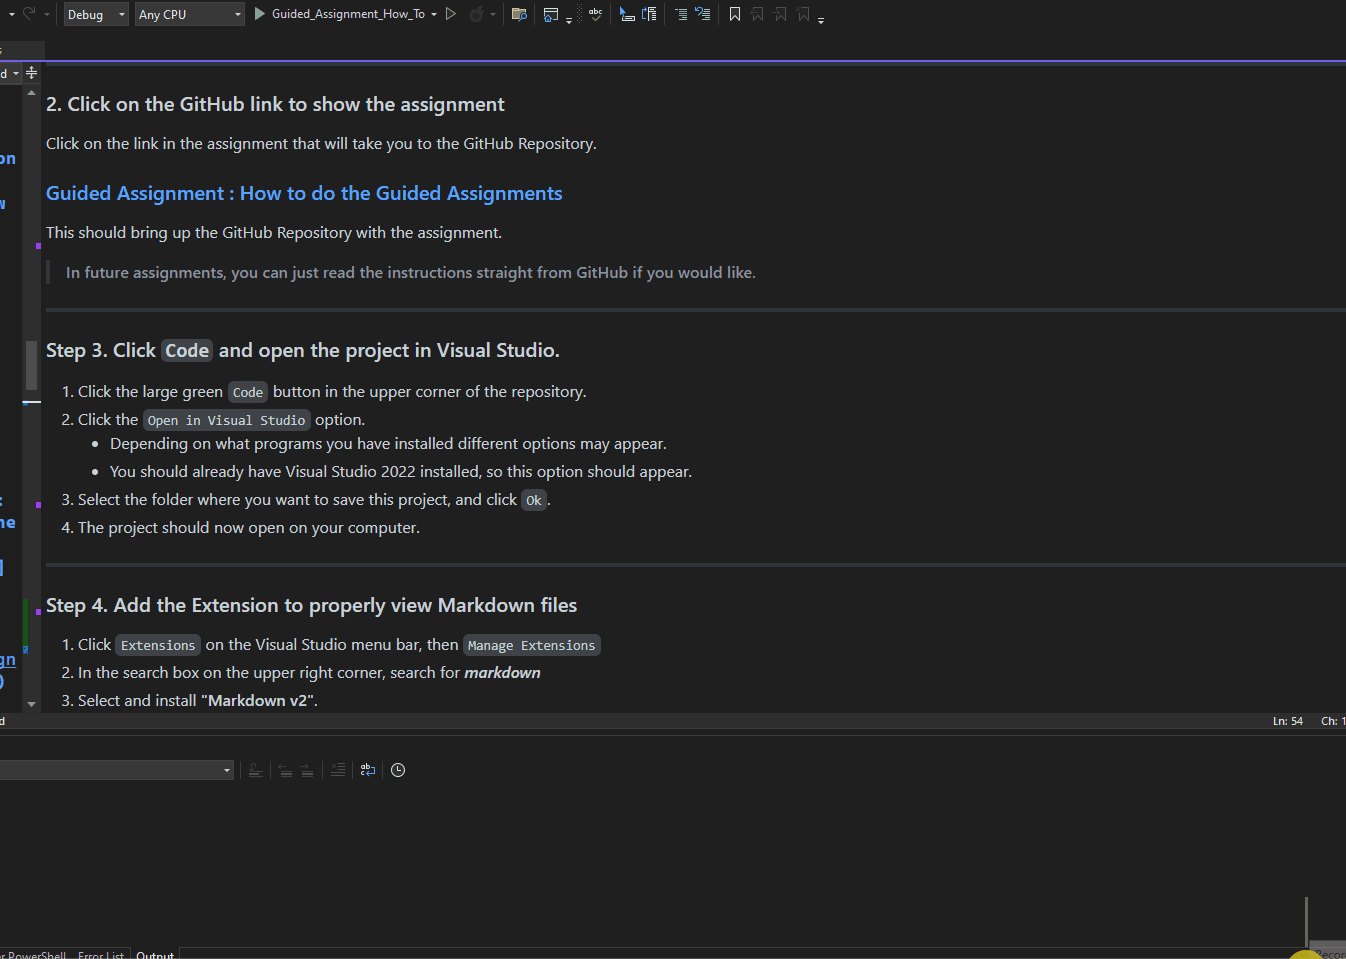 Debug Any CPU Guided_Assignment_How_To
abc
s
d
2. Click on the GitHub link to show the assignment
Click on the link in the assignment that will take you to the GitHub Repository.
on
Guided Assignment : How to do the Guided Assignments
w
This should bring up the GitHub Repository with the assignment.
In future assignments, you can just read the instructions straight from GitHub if you would like.
Step 3. Click Code and open the project in Visual Studio.
1. Click the large green Code button in the upper corner of the repository.
2. Click the Open in Visual Studio option.
• Depending on what programs you have installed different options may appear.
• You should already have Visual Studio 2022 installed, so this option should appear.
:
3. Select the folder where you want to save this project, and click Ok.
ne
4. The project should now open on your computer.
]
Step 4. Add the Extension to properly view Markdown files
1. Click Extensions on the Visual Studio menu bar, then Manage Extensions
gn
2. In the search box on the upper right corner, search for markdown
)
3. Select and install "Markdown v2".
d
Ln: 54 Ch: 1
r PowerShell Error List Output
Recor